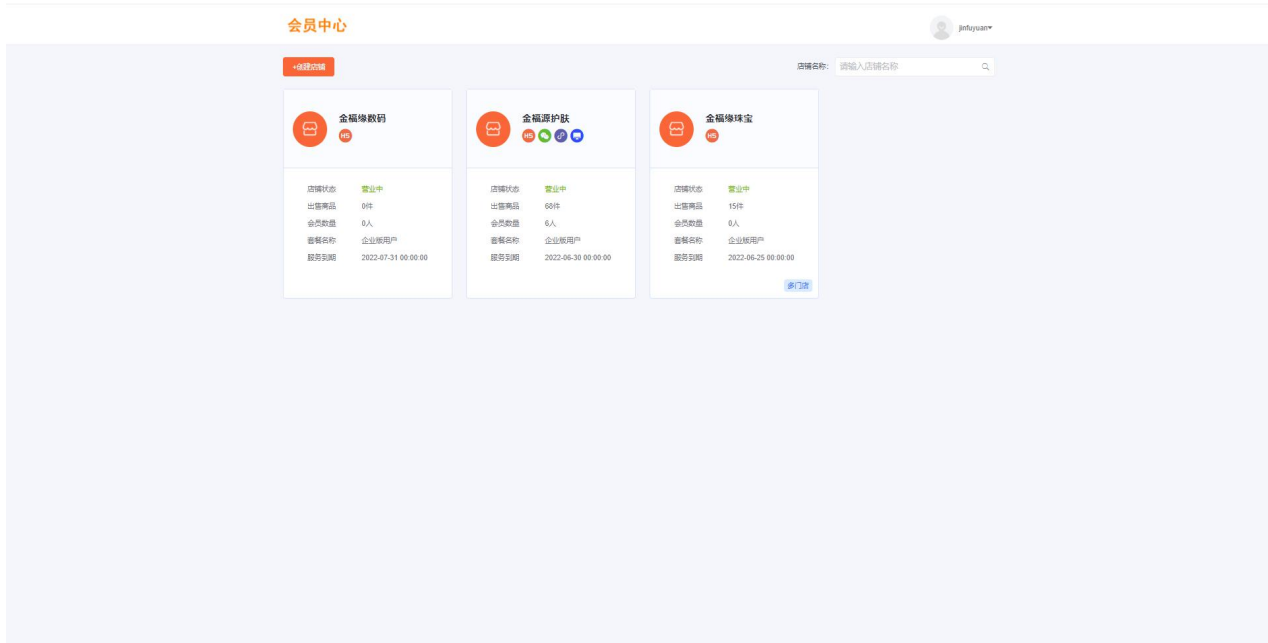 会员中心
jinfuyuan
+创建店铺
店铺名称: 请输入店铺名称
金福缘数码
H5
店铺状态 营业中
出售商品 0件
会员数量 0人
套餐名称 企业版用户
服务到期 2022-07-31 00:00:00
金福源护肤
H5
店铺状态 营业中
出售商品 68件
会员数量 6人
套餐名称 企业版用户
服务到期 2022-06-30 00:00:00
金福缘珠宝
H5
店铺状态 营业中
出售商品 15件
会员数量 0人
套餐名称 企业版用户
服务到期 2022-06-25 00:00:00
多门店